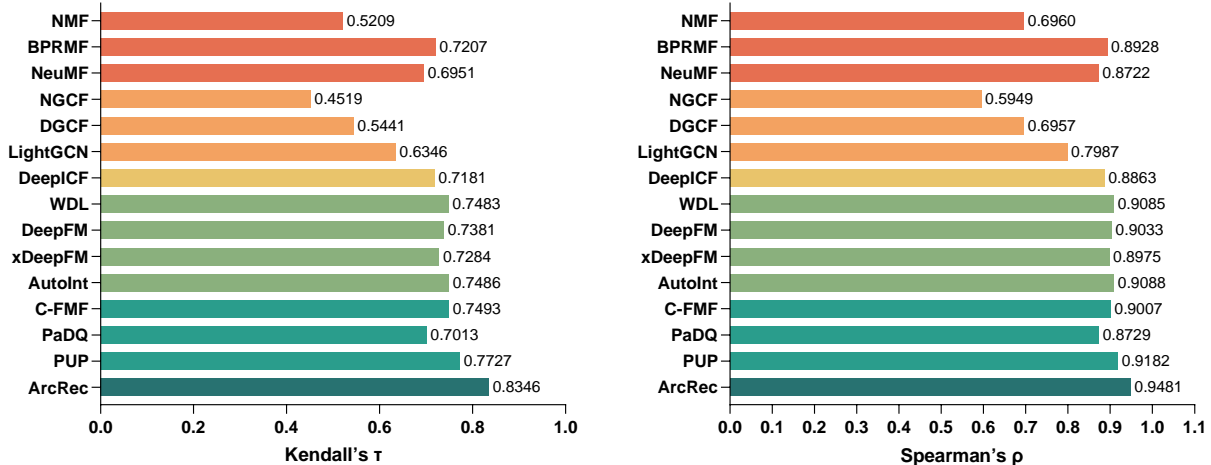 NMF 0.5209
BPRMF 0.7207
NeuMF 0.6951
NGCF 0.4519
DGCF 0.5441
LightGCN 0.6346
DeepICF 0.7181
WDL 0.7483
DeepFM 0.7381
xDeepFM 0.7284
AutoInt 0.7486
C-FMF 0.7493
PaDQ 0.7013
PUP 0.7727
ArcRec 0.8346
0.0 0.2 0.4 0.6 0.8 1.0
Kendall's τ
NMF 0.6960
BPRMF 0.8928
NeuMF 0.8722
NGCF 0.5949
DGCF 0.6957
LightGCN 0.7987
DeepICF 0.8863
WDL 0.9085
DeepFM 0.9033
xDeepFM 0.8975
AutoInt 0.9088
C-FMF 0.9007
PaDQ 0.8729
PUP 0.9182
ArcRec 0.9481
0.0 0.1 0.2 0.3 0.4 0.5 0.6 0.7 0.8 0.9 1.0 1.1
Spearman's ρ